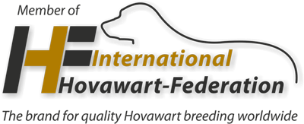 Member of
HF International
Hovawart-Federation
The brand for quality Hovawart breeding worldwide